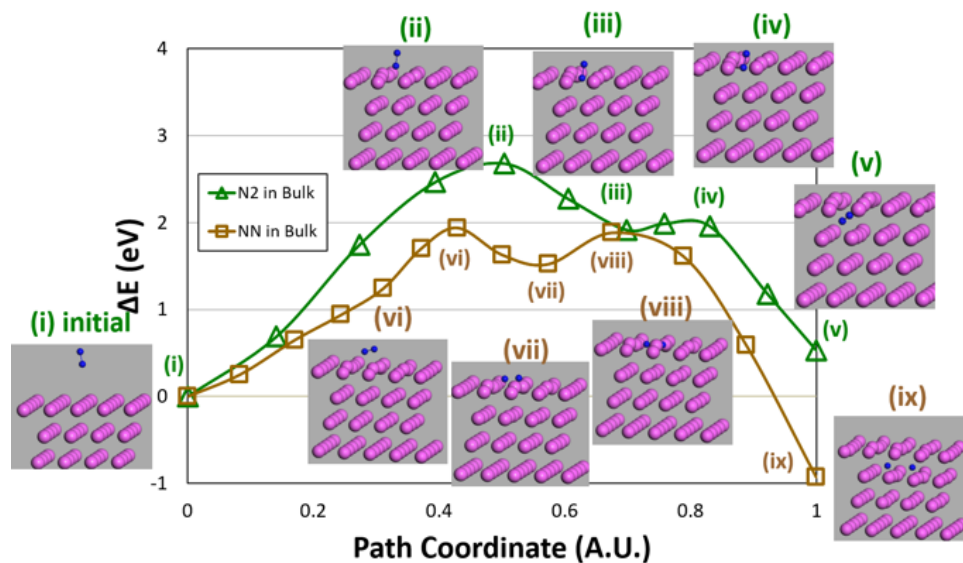 (ii)
(iii)
(iv)
4
3
2
1
0
-1
ΔE (eV)
N2 in Bulk
NN in Bulk
(ii)
(iii)
(iv)
(v)
(i) initial
(i)
(vi)
(vi)
(vii)
(vii)
(viii)
(viii)
(v)
(ix)
(ix)
0
0.2
0.4
0.6
0.8
1
Path Coordinate (A.U.)